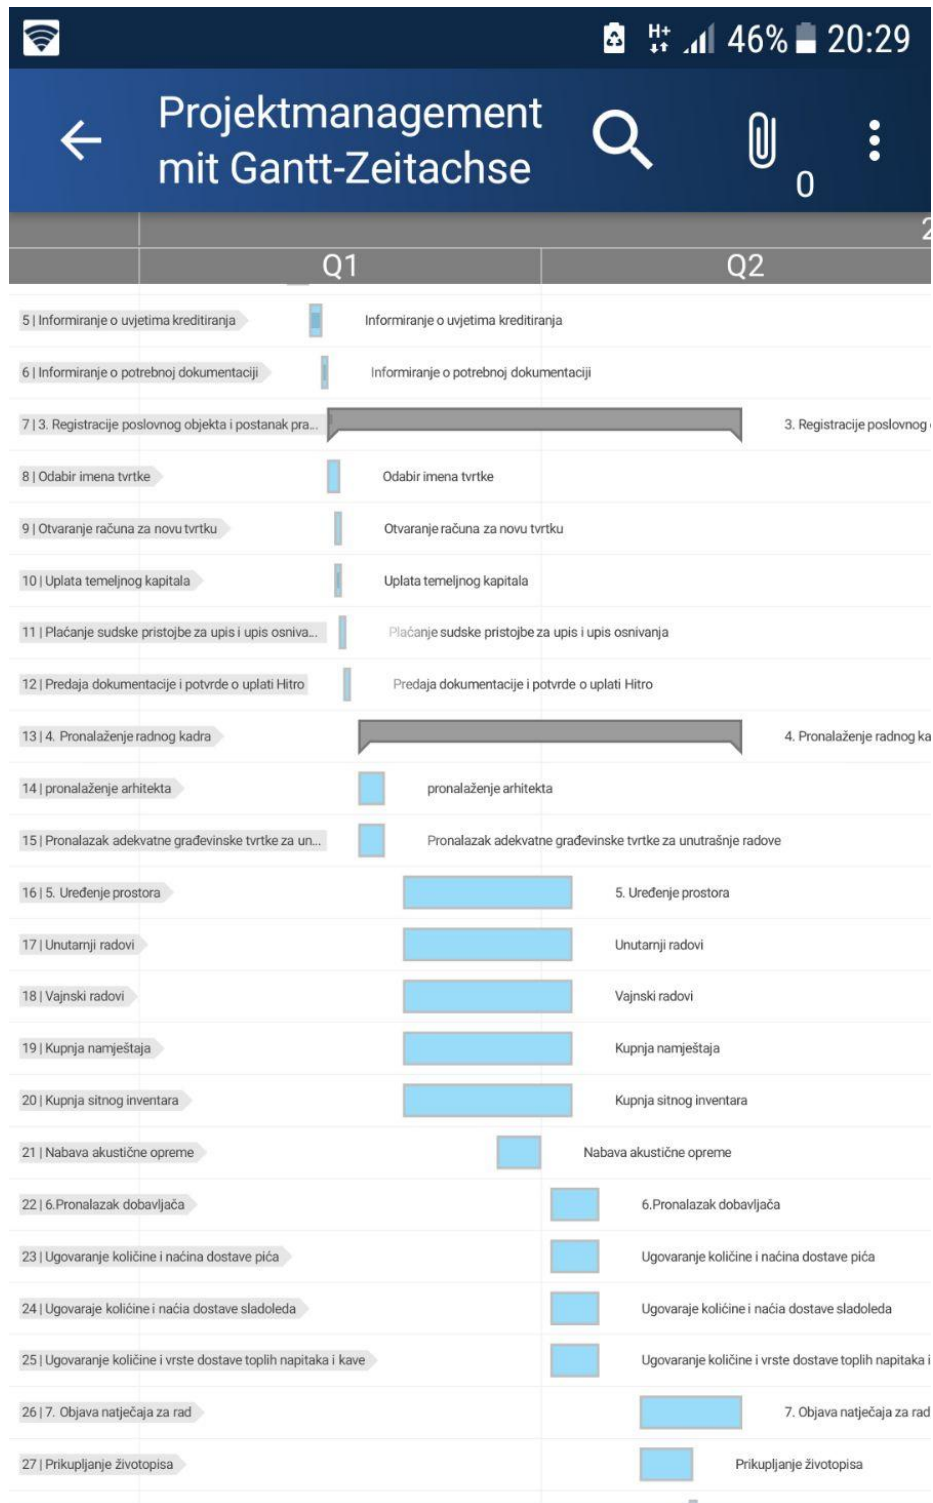 H+ 46% 20:29
Projektmanagement
mit Gantt-Zeitachse
0
2
Q1 Q2
5 | Informiranje o uvjetima kreditiranja Informiranje o uvjetima kreditiranja
6 | Informiranje o potrebnoj dokumentaciji Informiranje o potrebnoj dokumentaciji
7 | 3. Registracije poslovnog objekta i postanak pra... 3. Registracije poslovnog
8 | Odabir imena tvrtke Odabir imena tvrtke
9 | Otvaranje računa za novu tvrtku Otvaranje računa za novu tvrtku
10 | Uplata temeljnog kapitala Uplata temeljnog kapitala
11 | Plaćanje sudske pristojbe za upis i upis osniva... Plaćanje sudske pristojbe za upis i upis osnivanja
12 | Predaja dokumentacije i potvrde o uplati Hitro Predaja dokumentacije i potvrde o uplati Hitro
13 | 4. Pronalaženje radnog kadra 4. Pronalaženje radnog ka
14 | pronalaženje arhitekta pronalaženje arhitekta
15 | Pronalazak adekvatne građevinske tvrtke za un... Pronalazak adekvatne građevinske tvrtke za unutrašnje radove
16 | 5. Uređenje prostora 5. Uređenje prostora
17 | Unutarnji radovi Unutarnji radovi
18 | Vajnski radovi Vajnski radovi
19 | Kupnja namještaja Kupnja namještaja
20 | Kupnja sitnog inventara Kupnja sitnog inventara
21 | Nabava akustične opreme Nabava akustične opreme
22 | 6.Pronalazak dobavljača 6.Pronalazak dobavljača
23 | Ugovaranje količine i naćina dostave pića Ugovaranje količine i naćina dostave pića
24 | Ugovaraje količine i naćia dostave sladoleda Ugovaraje količine i naćia dostave sladoleda
25 | Ugovaranje količine i vrste dostave toplih napitaka i kave Ugovaranje količine i vrste dostave toplih napitaka i
26 | 7. Objava natječaja za rad 7. Objava natječaja za rad
27 | Prikupljanje životopisa Prikupljanje životopisa